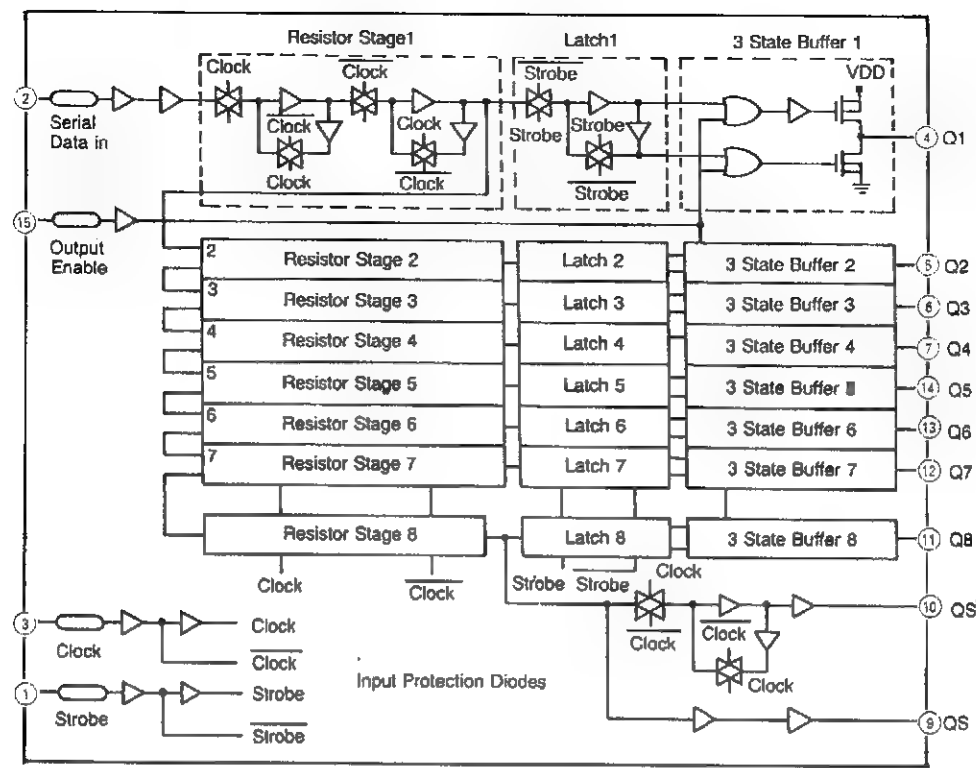 Resistor Stage1
Latch1
3 State Buffer 1
Clock
Clock
Strobe
VDD
2
Serial
Data in
Clock
Clock
Strobe
Strobe
4 Q1
Clock
Clock
Strobe
15
Output
Enable
2 Resistor Stage 2 Latch 2 3 State Buffer 2 5 Q2
3 Resistor Stage 3 Latch 3 3 State Buffer 3 6 Q3
4 Resistor Stage 4 Latch 4 3 State Buffer 4 7 Q4
5 Resistor Stage 5 Latch 5 3 State Buffer 14 Q5
6 Resistor Stage 6 Latch 6 3 State Buffer 6 13 Q6
7 Resistor Stage 7 Latch 7 3 State Buffer 7 12 Q7
Resistor Stage 8 Latch 8 3 State Buffer 8 11 Q8
Clock
Clock
Strobe
Strobe
Clock
10 QS
Clock
Clock
Clock
3
Clock
Clock
Clock
Input Protection Diodes
1
Strobe
Strobe
Strobe
9 QS